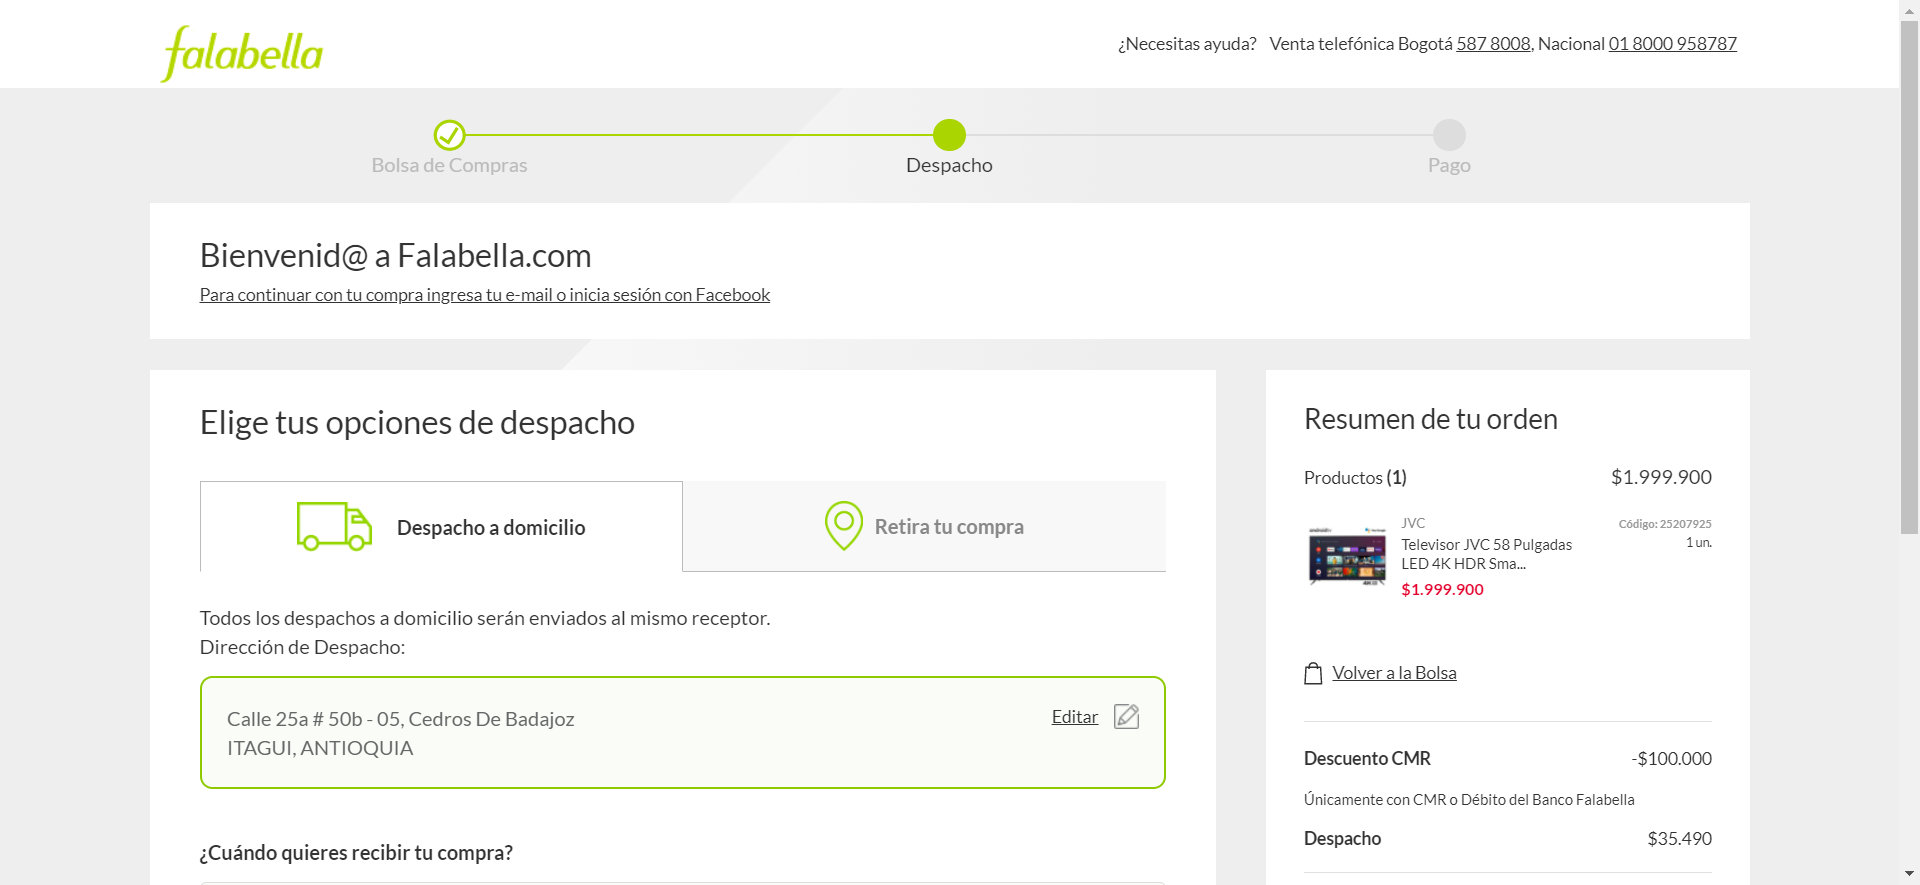 falabella
¿Necesitas ayuda? Venta telefónica Bogotá 587 8008, Nacional 01 8000 958787
Bolsa de Compras
Despacho
Pago
Bienvenid@ a Falabella.com
Para continuar con tu compra ingresa tu e-mail o inicia sesión con Facebook
Elige tus opciones de despacho
Despacho a domicilio
Retira tu compra
Todos los despachos a domicilio serán enviados al mismo receptor.
Dirección de Despacho:
Calle 25a # 50b - 05, Cedros De Badajoz
ITAGUI, ANTIOQUIA
Editar
¿Cuándo quieres recibir tu compra?
Resumen de tu orden
Productos (1) $1.999.900
JVC
Televisor JVC 58 Pulgadas
LED 4K HDR Sma...
$1.999.900
Código: 25207925
1 un.
Volver a la Bolsa
Descuento CMR -$100.000
Únicamente con CMR o Débito del Banco Falabella
Despacho $35.490